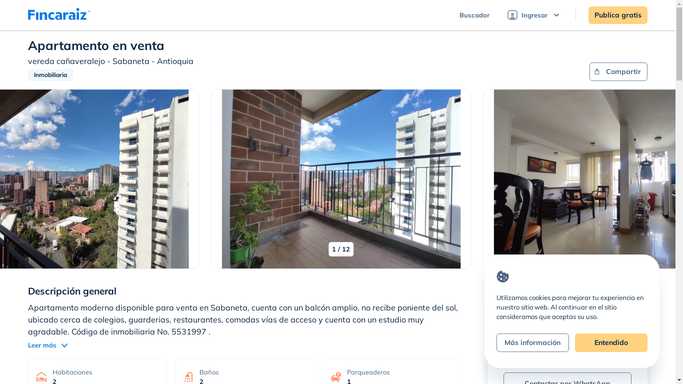 Fincaraiz
Buscador
Ingresar
Publica gratis
Apartamento en venta
vereda cañaveralejo - Sabaneta - Antioquia
Inmobiliaria
Compartir
1 / 12
Descripción general
Apartamento moderno disponible para venta en Sabaneta, cuenta con un balcón amplio, no recibe poniente del sol,
ubicado cerca de colegios, guarderios, restaurantes, comodas vías de acceso y cuenta con un estudio muy
agradable. Código de inmobiliaria No. 5531997 .
Leer más
Habitaciones
2
Baños
2
Parqueaderos
1
Utilizamos cookies para mejorar tu experiencia en
nuestro sitio web. Al continuar en el sitio
consideramos que aceptas su uso.
Más información
Entendido
Contactar por WhatsApp